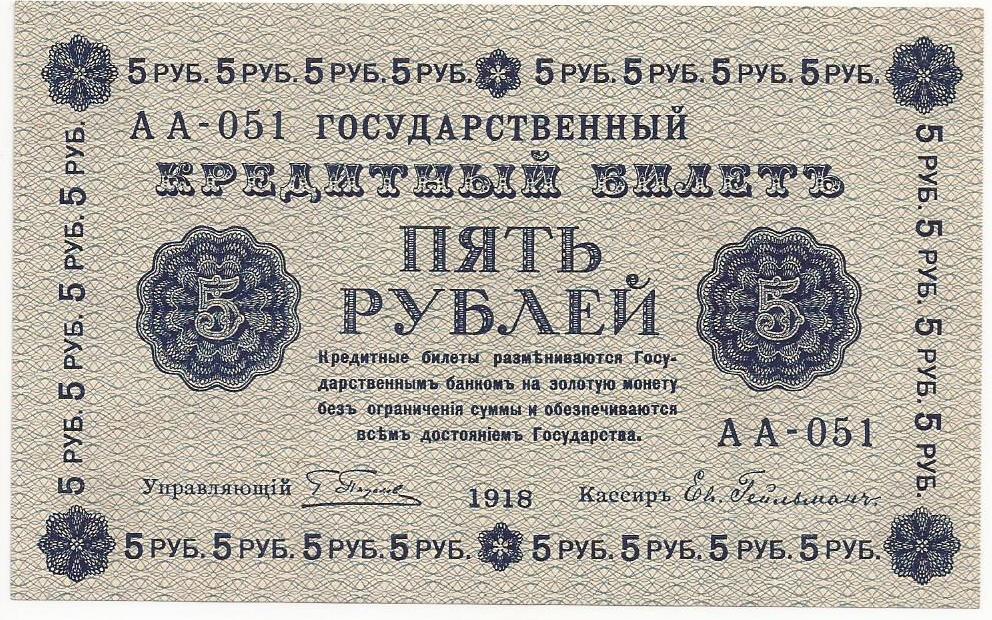 5 РУБ. 5 РУБ. 5 РУБ. 5 РУБ. 5 РУБ. 5 РУБ. 5 РУБ. 5 РУБ.
5 РУБ. 5 РУБ. 5 РУБ. 5 РУБ.
АА-051 ГОСУДАРСТВЕННЫЙ
КРЕДИТНЫЙ БИЛЕТЪ
5
ПЯТЬ
РУБЛЕЙ
5
Кредитные билеты размѣниваются Госу-
дарственнымъ банкомъ на золотую монету
безъ ограниченія суммы и обезпечиваются
всѣмъ достояніемъ Государства.
АА-051
Управляющій
1918
Кассиръ Ев. Гейльманъ.
5 РУБ. 5 РУБ. 5 РУБ. 5 РУБ.
5 РУБ. 5 РУБ. 5 РУБ. 5 РУБ. 5 РУБ. 5 РУБ. 5 РУБ. 5 РУБ.